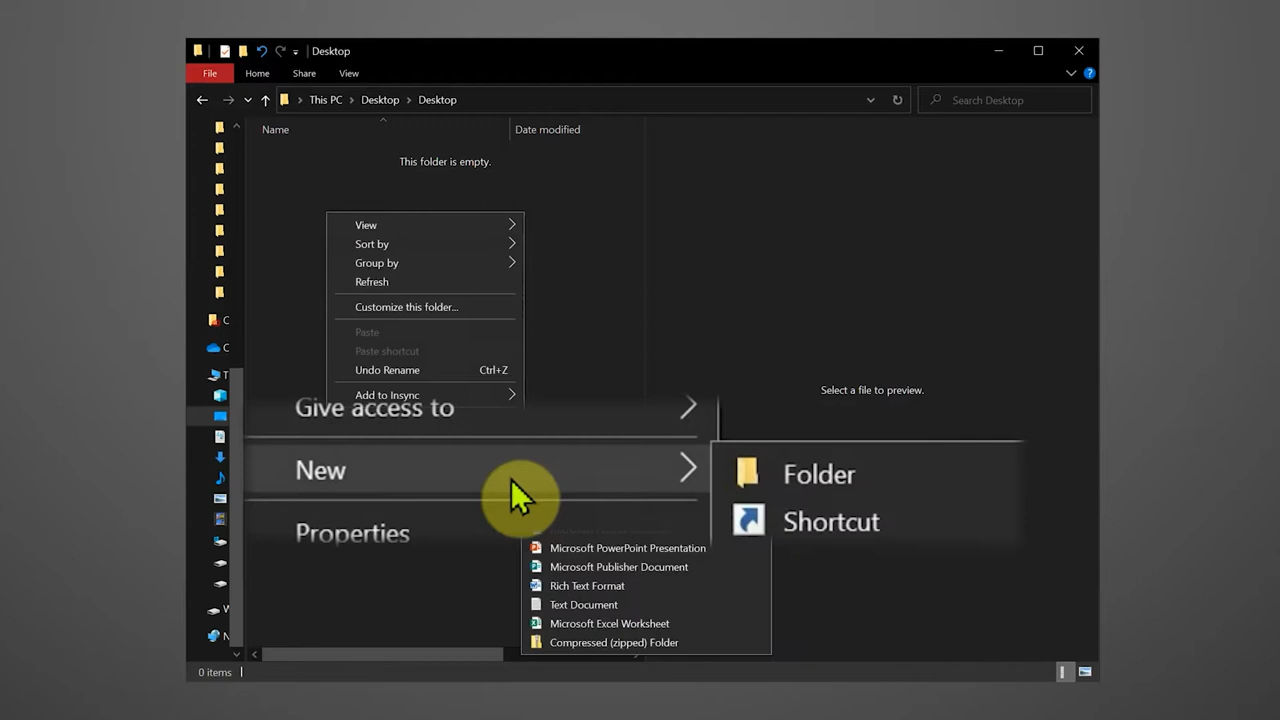 Desktop
File Home Share View
This PC Desktop Desktop
Search Desktop
Name Date modified
This folder is empty.
View
Sort by
Group by
Refresh
Customize this folder...
Paste
Paste shortcut
Undo Rename Ctrl+Z
Add to Insync
Select a file to preview.
Give access to
New
Properties
Folder
Shortcut
Microsoft PowerPoint Presentation
Microsoft Publisher Document
Rich Text Format
Text Document
Microsoft Excel Worksheet
Compressed (zipped) Folder
C
C
T
W
N
0 items